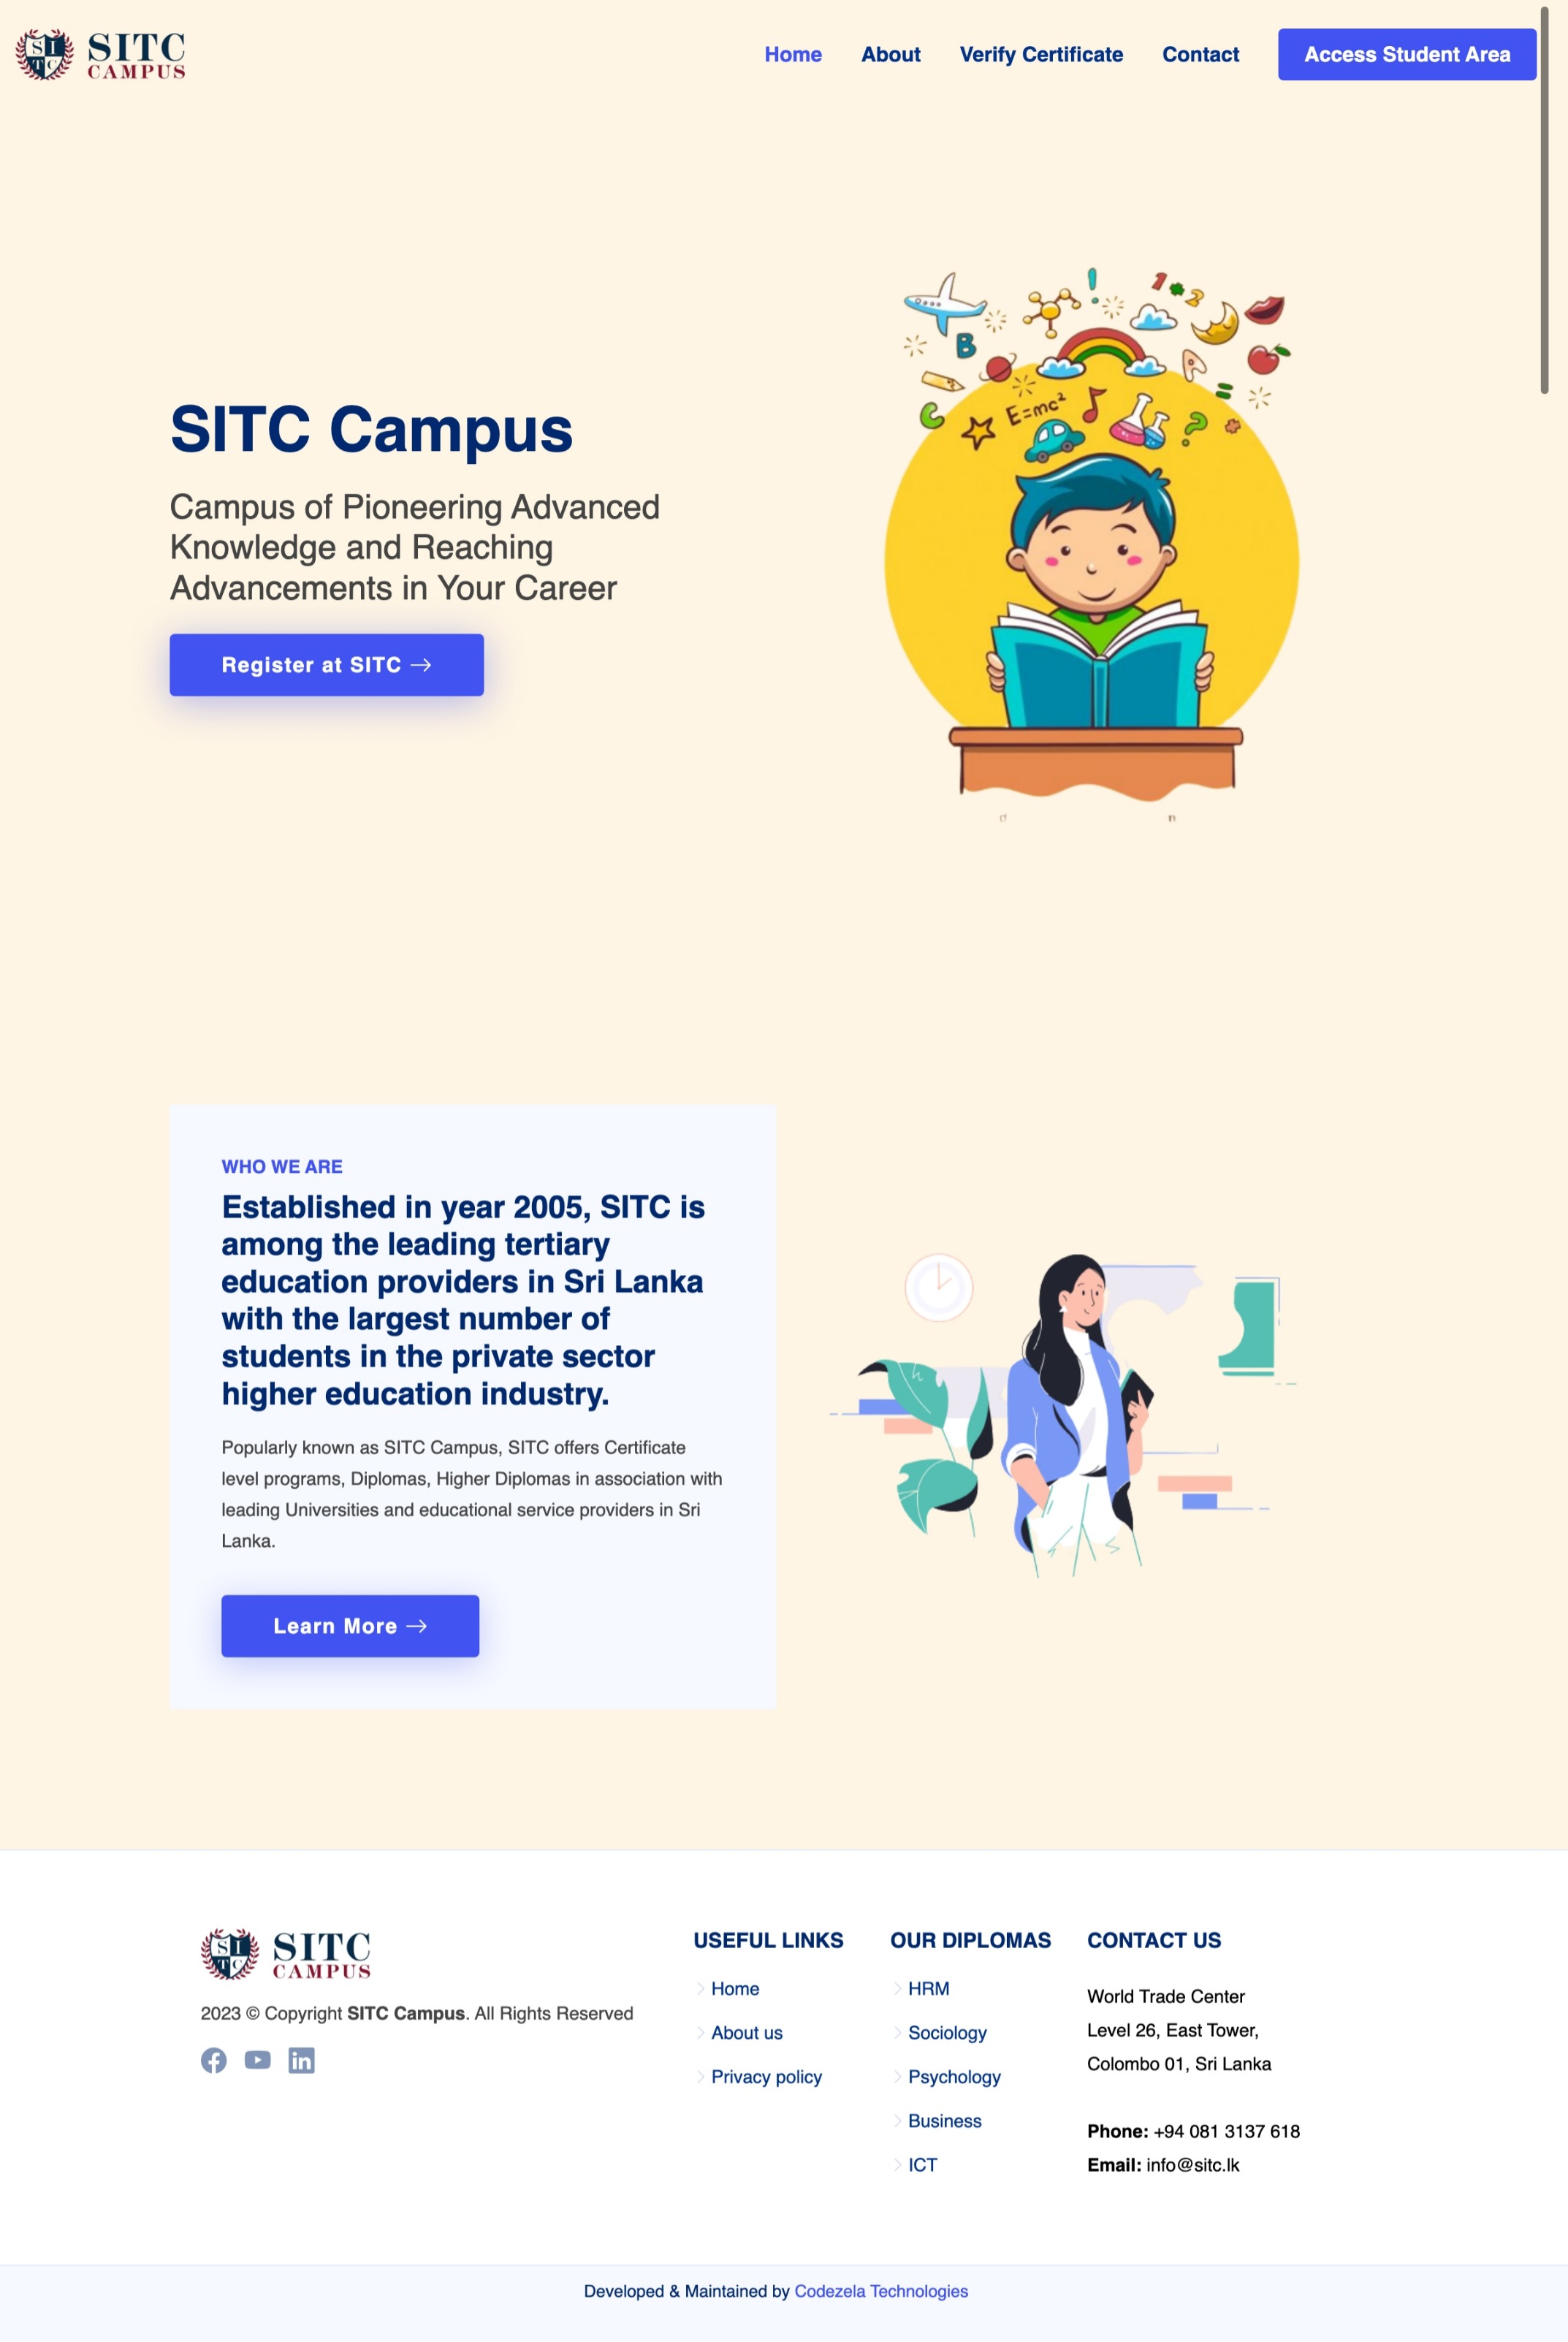 SITC
CAMPUS
Home About Verify Certificate Contact Access Student Area
! 1 + 2
B A
C E=mc² ? =
SITC Campus
Campus of Pioneering Advanced
Knowledge and Reaching
Advancements in Your Career
Register at SITC →
WHO WE ARE
Established in year 2005, SITC is
among the leading tertiary
education providers in Sri Lanka
with the largest number of
students in the private sector
higher education industry.
Popularly known as SITC Campus, SITC offers Certificate
level programs, Diplomas, Higher Diplomas in association with
leading Universities and educational service providers in Sri
Lanka.
Learn More →
SITC
CAMPUS
2023 © Copyright SITC Campus. All Rights Reserved
USEFUL LINKS
Home
About us
Privacy policy
OUR DIPLOMAS
HRM
Sociology
Psychology
Business
ICT
CONTACT US
World Trade Center
Level 26, East Tower,
Colombo 01, Sri Lanka
Phone: +94 081 3137 618
Email: info@sitc.lk
Developed & Maintained by Codezela Technologies